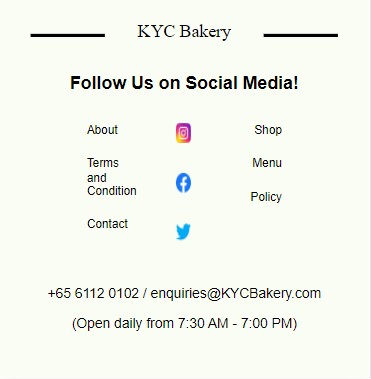 KYC Bakery
Follow Us on Social Media!
About
Shop
Terms
and
Condition
Menu
Policy
Contact
+65 6112 0102 / enquiries@KYCBakery.com
(Open daily from 7:30 AM - 7:00 PM)